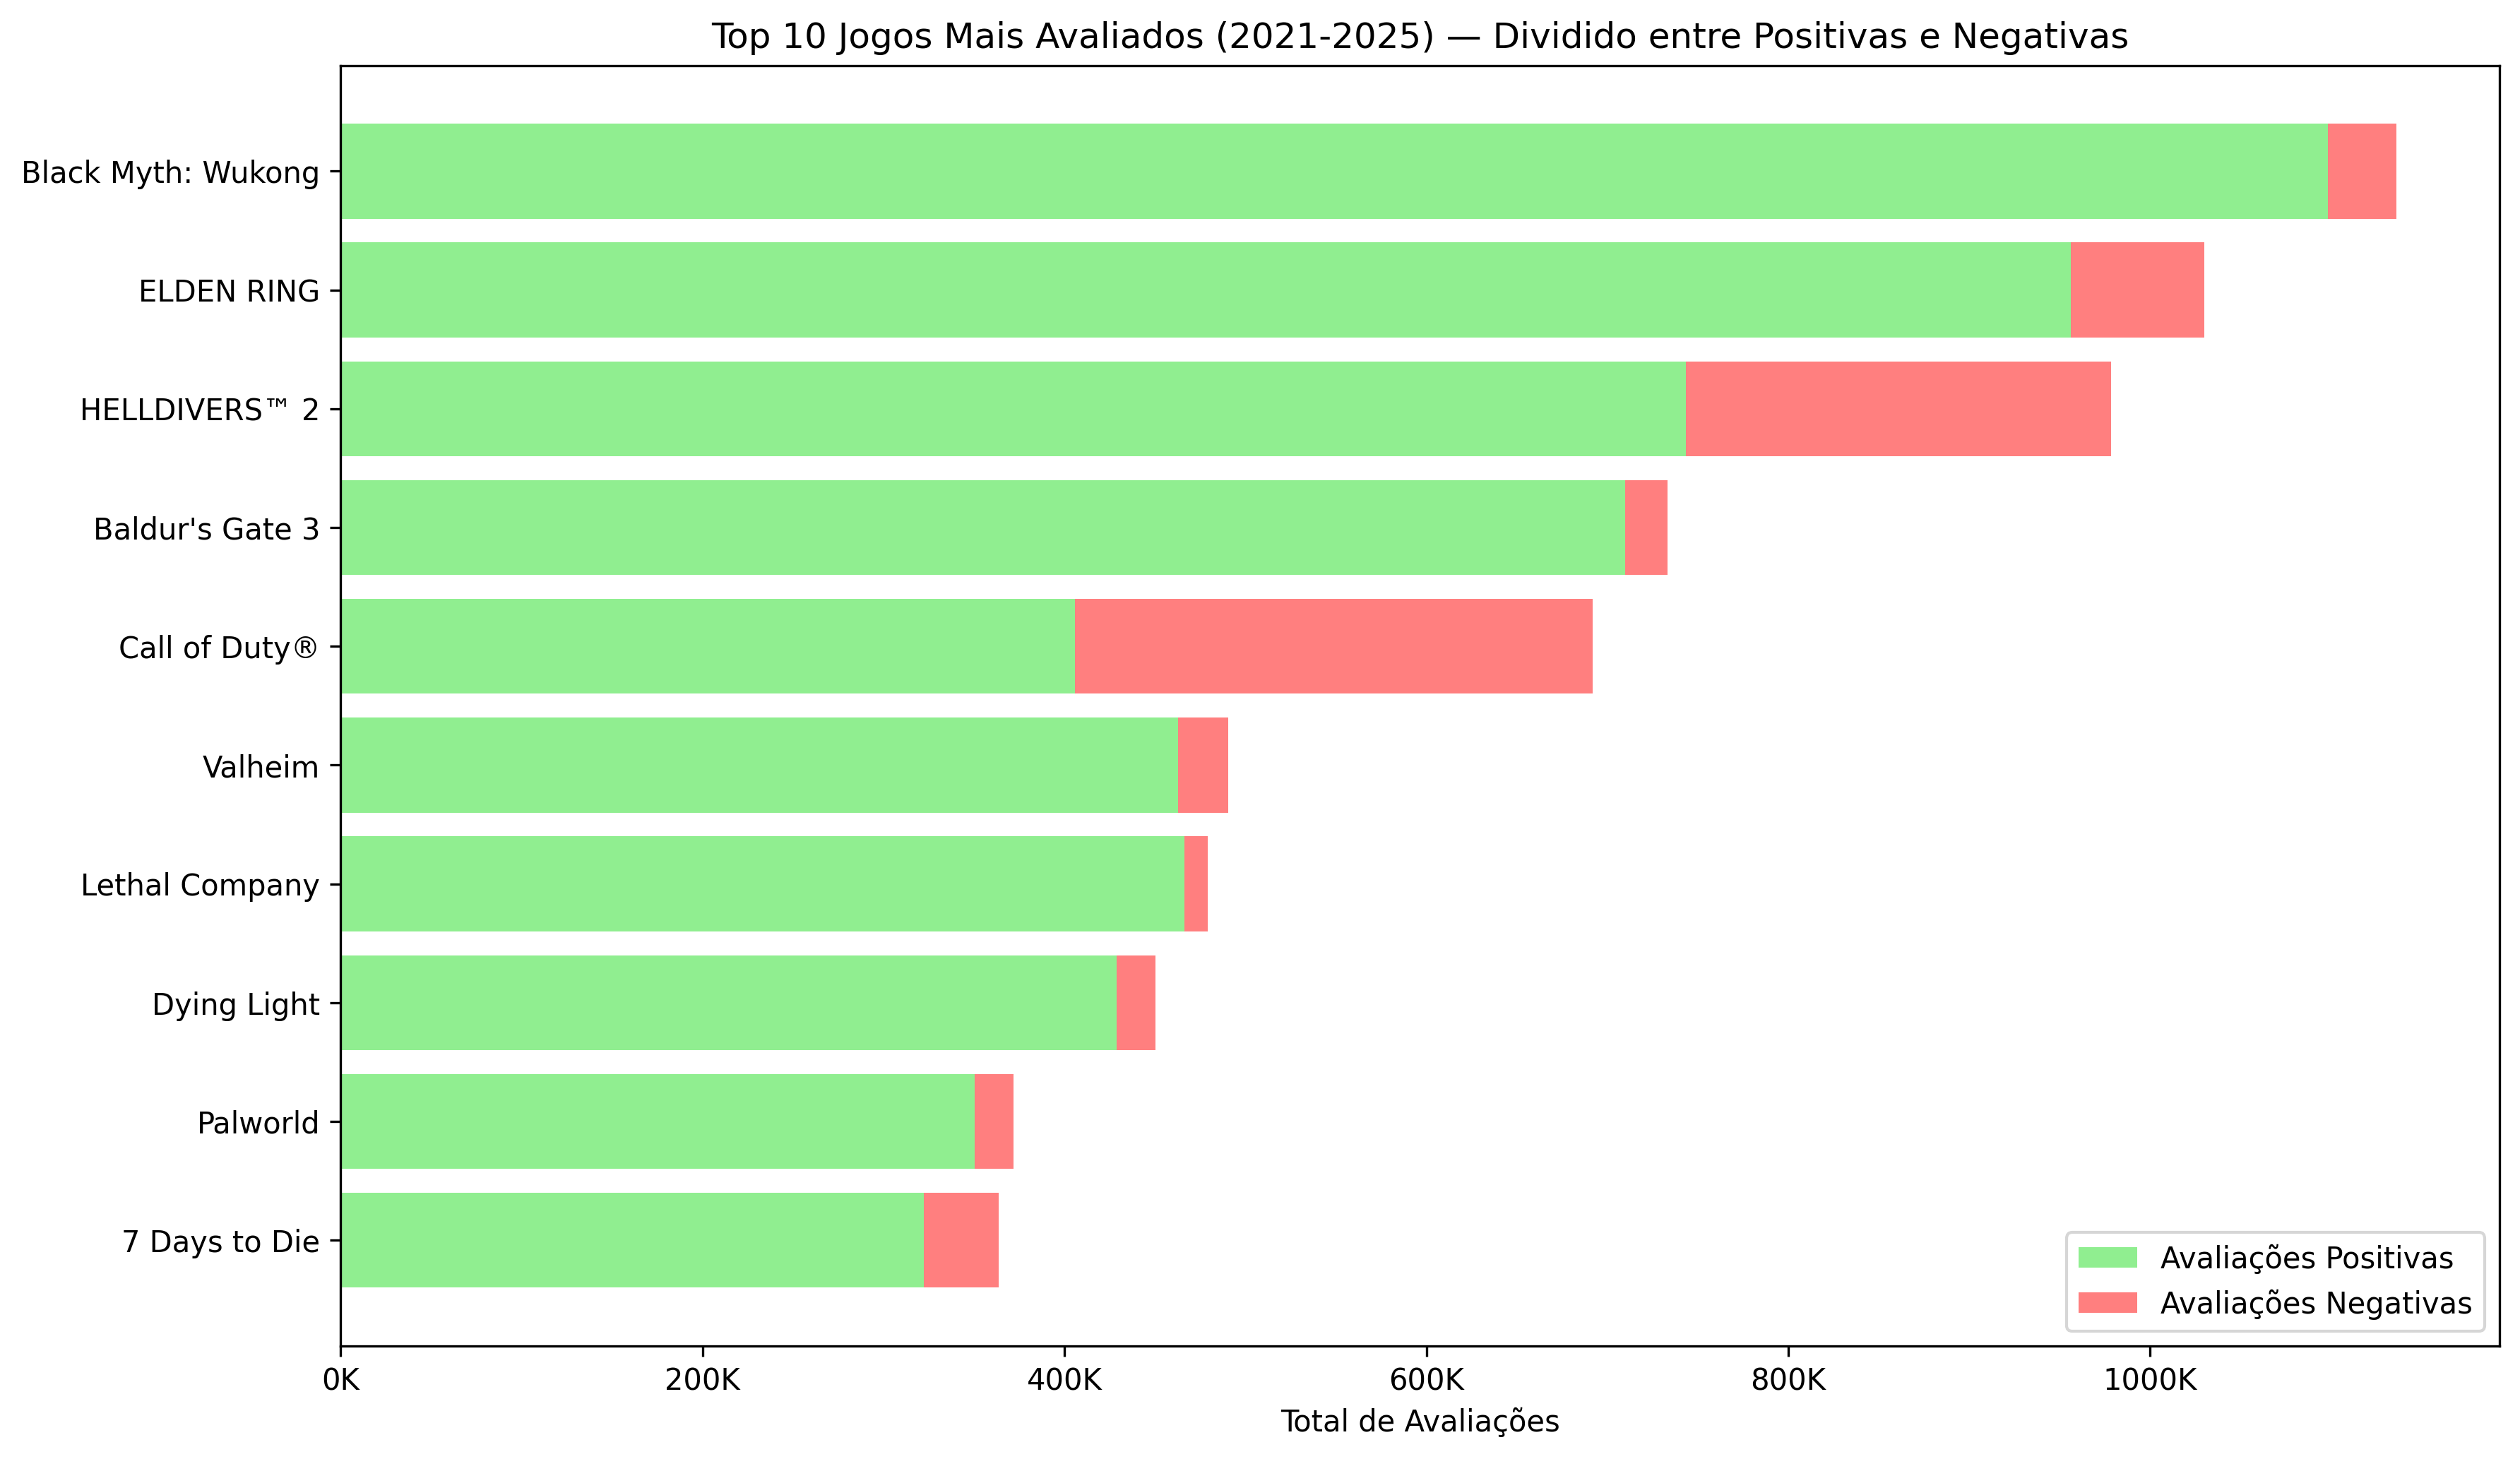 Top 10 Jogos Mais Avaliados (2021-2025) — Dividido entre Positivas e Negativas
Black Myth: Wukong
ELDEN RING
HELLDIVERS™ 2
Baldur's Gate 3
Call of Duty®
Valheim
Lethal Company
Dying Light
Palworld
7 Days to Die
Avaliações Positivas
Avaliações Negativas
0K 200K 400K 600K 800K 1000K
Total de Avaliações